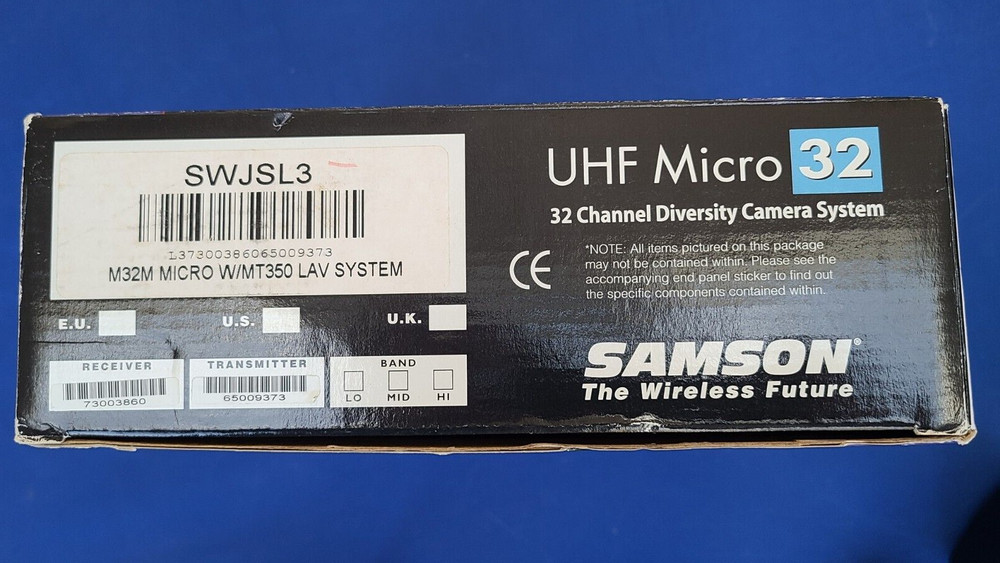 SWJSL3
L37300386065009373
M32M MICRO W/MT350 LAV SYSTEM
E.U.
U.S.
U.K.
RECEIVER
73003860
TRANSMITTER
65009373
BAND
LO MID HI
UHF Micro 32
32 Channel Diversity Camera System
CE
*NOTE: All items pictured on this package
may not be contained within. Please see the
accompanying end panel sticker to find out
the specific components contained within.
SAMSON®
The Wireless Future